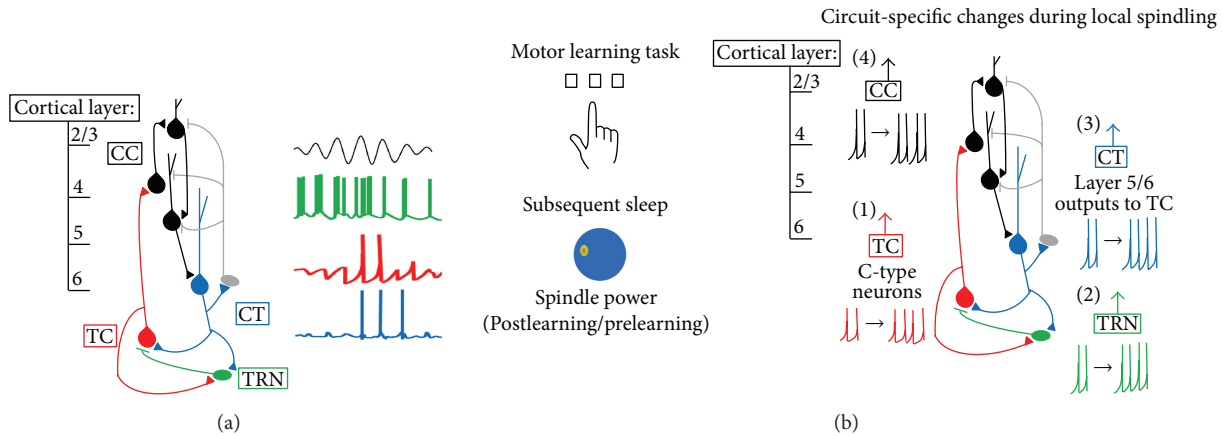 Cortical layer:
2/3
4
5
6
CC
CT
TC
TRN
(a)
Motor learning task
Subsequent sleep
Spindle power
(Postlearning/prelearning)
Circuit-specific changes during local spindling
Cortical layer:
2/3
4
5
6
(4)
CC
(1)
TC
C-type
neurons
(3)
CT
Layer 5/6
outputs to TC
(2)
TRN
(b)